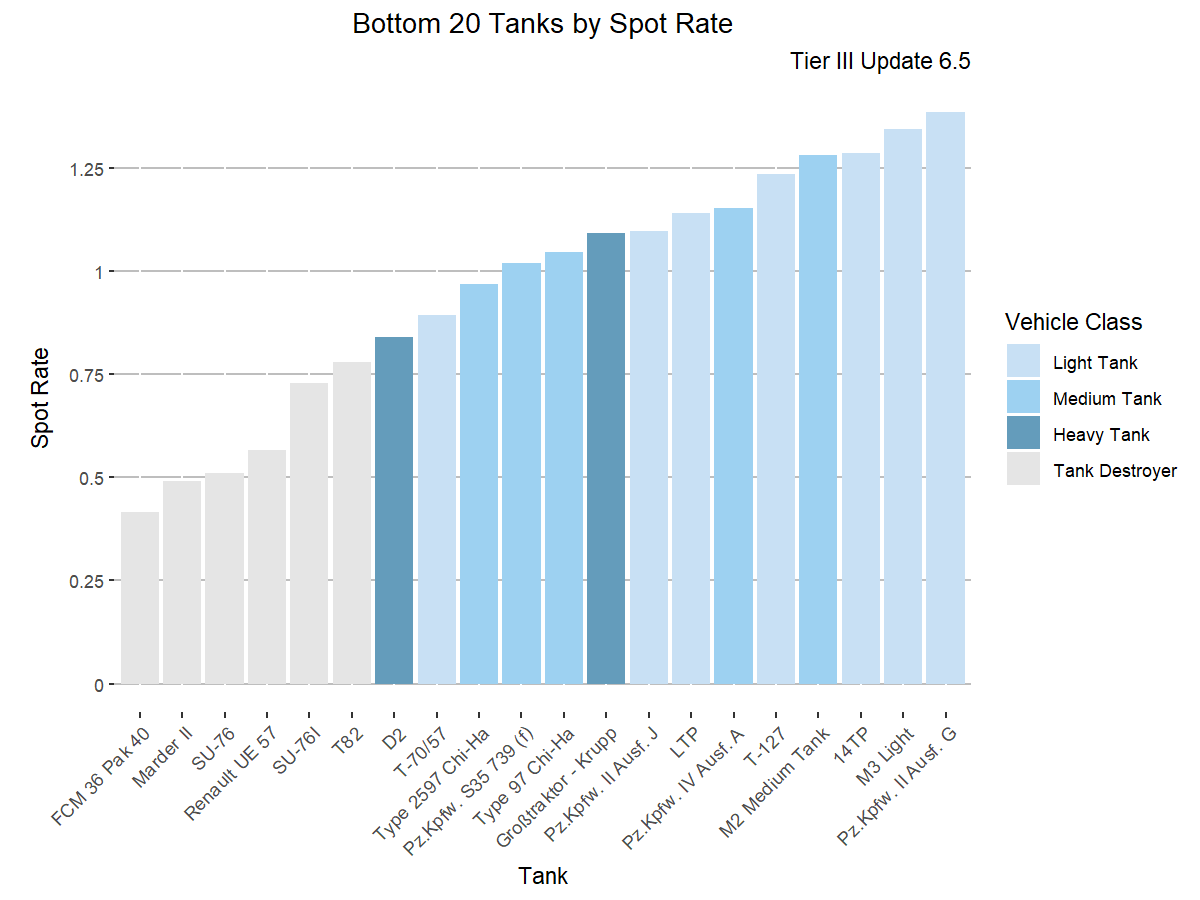 Bottom 20 Tanks by Spot Rate
Tier III Update 6.5
Spot Rate
1.25
1
0.75
0.5
0.25
0
FCM 36 Pak 40
Marder II
SU-76
Renault UE 57
SU-76I
T82
D2
T-70/57
Type 2597 Chi-Ha
Pz.Kpfw. S35 739 (f)
Type 97 Chi-Ha
Großtraktor - Krupp
Pz.Kpfw. II Ausf. J
LTP
Pz.Kpfw. IV Ausf. A
T-127
M2 Medium Tank
14TP
M3 Light
Pz.Kpfw. II Ausf. G
Tank
Vehicle Class
Light Tank
Medium Tank
Heavy Tank
Tank Destroyer